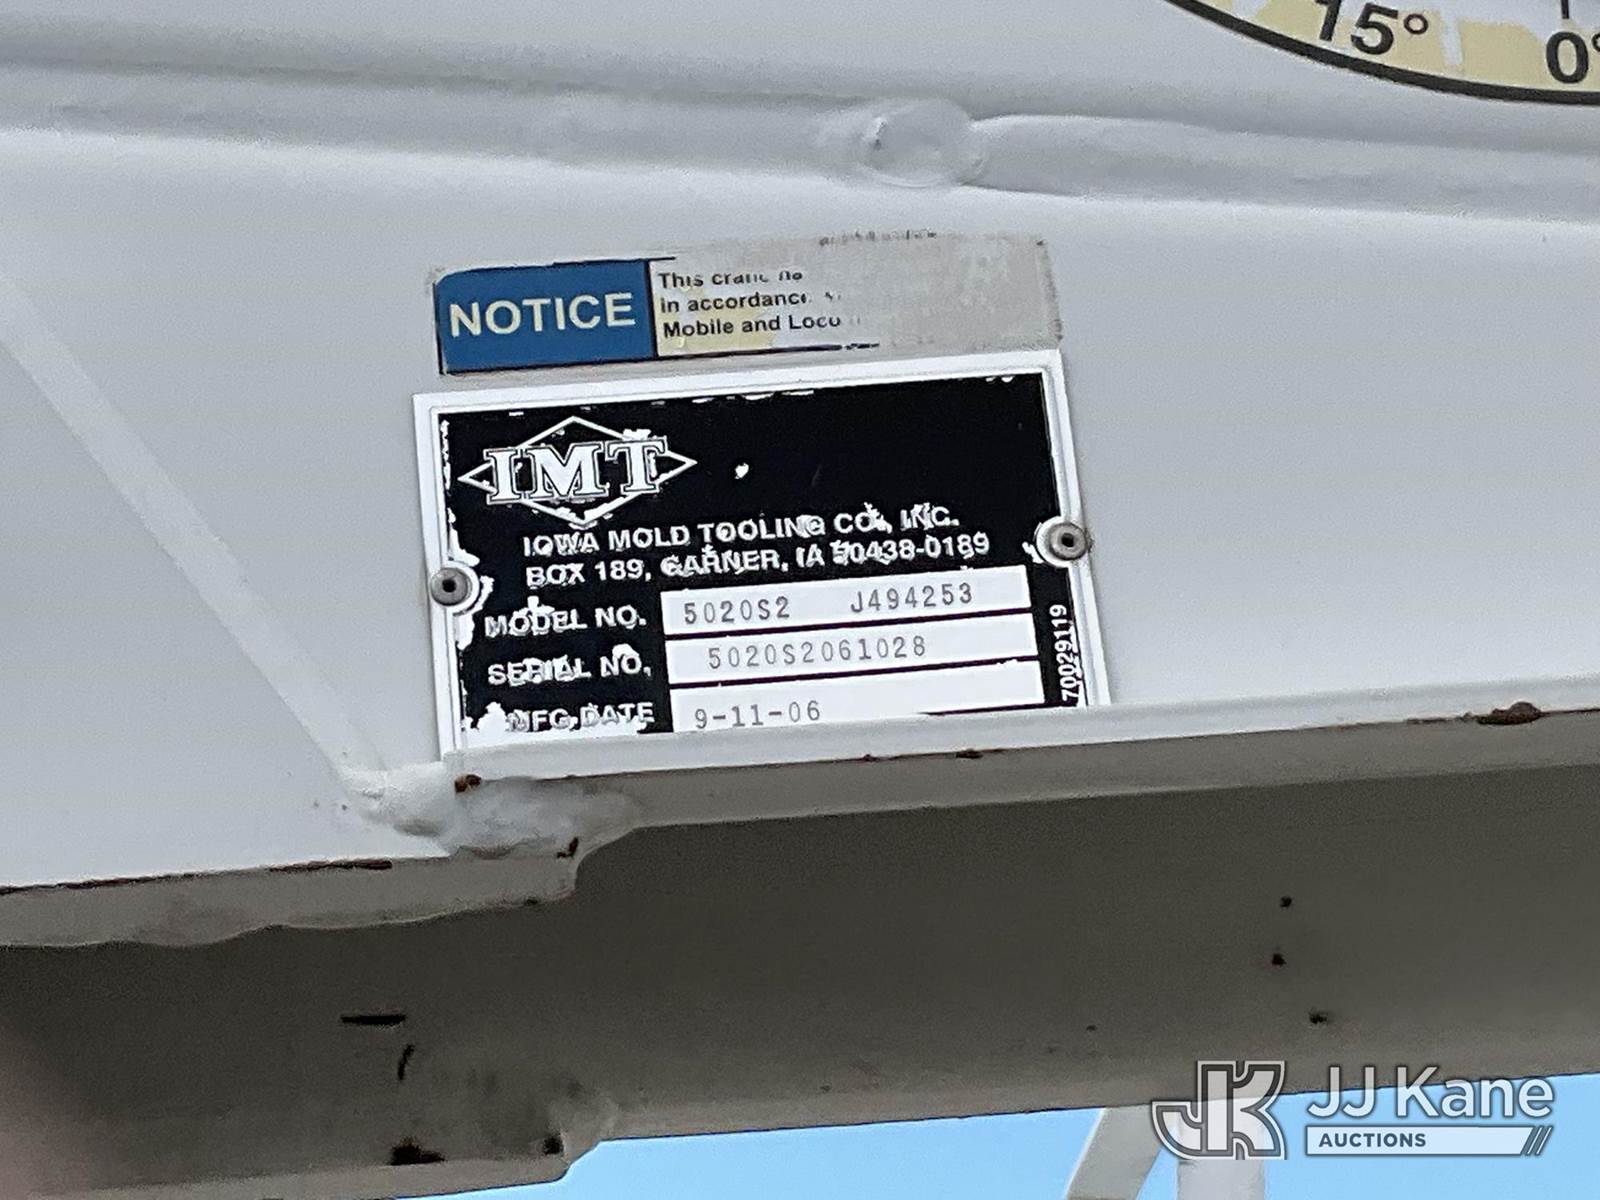 15° 0°
NOTICE
This crane
in accordance
Mobile and
IMT
IOWA MOLD TOOLING CO., INC.
BOX 189, GARNER, IA 50438-0189
MODEL NO. 5020S2 J494253
SERIAL NO. 5020S2061028
MFG DATE 9-11-06
70029119
JK JJ Kane
AUCTIONS